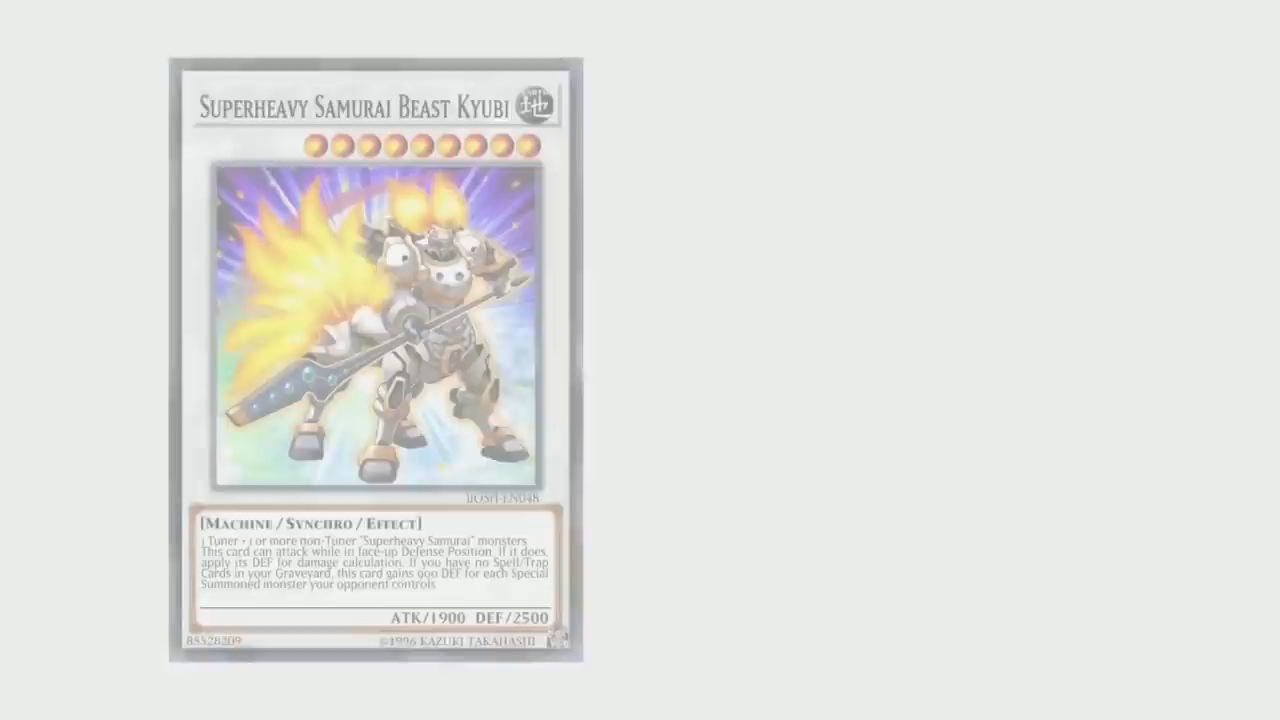 SUPERHEAVY SAMURAI BEAST KYUBI
EARTH
地
BOSH-EN048
[MACHINE / SYNCHRO / EFFECT]
1 Tuner + 1 or more non-Tuner "Superheavy Samurai" monsters
This card can attack while in face-up Defense Position. If it does,
apply its DEF for damage calculation. If you have no Spell/Trap
Cards in your Graveyard, this card gains 900 DEF for each Special
Summoned monster your opponent controls.
ATK/1900 DEF/2500
85528209 ©1996 KAZUKI TAKAHASHI